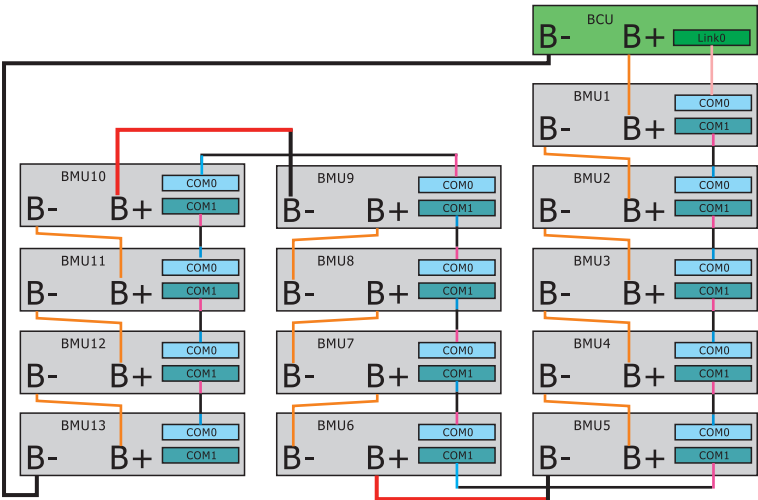 BCU
B- B+ Link0
BMU1
COM0
B- B+ COM1
BMU10
COM0
B- B+ COM1
BMU9
COM0
B- B+ COM1
BMU2
COM0
B- B+ COM1
BMU11
COM0
B- B+ COM1
BMU8
COM0
B- B+ COM1
BMU3
COM0
B- B+ COM1
BMU12
COM0
B- B+ COM1
BMU7
COM0
B- B+ COM1
BMU4
COM0
B- B+ COM1
BMU13
COM0
B- B+ COM1
BMU6
COM0
B- B+ COM1
BMU5
COM0
B- B+ COM1